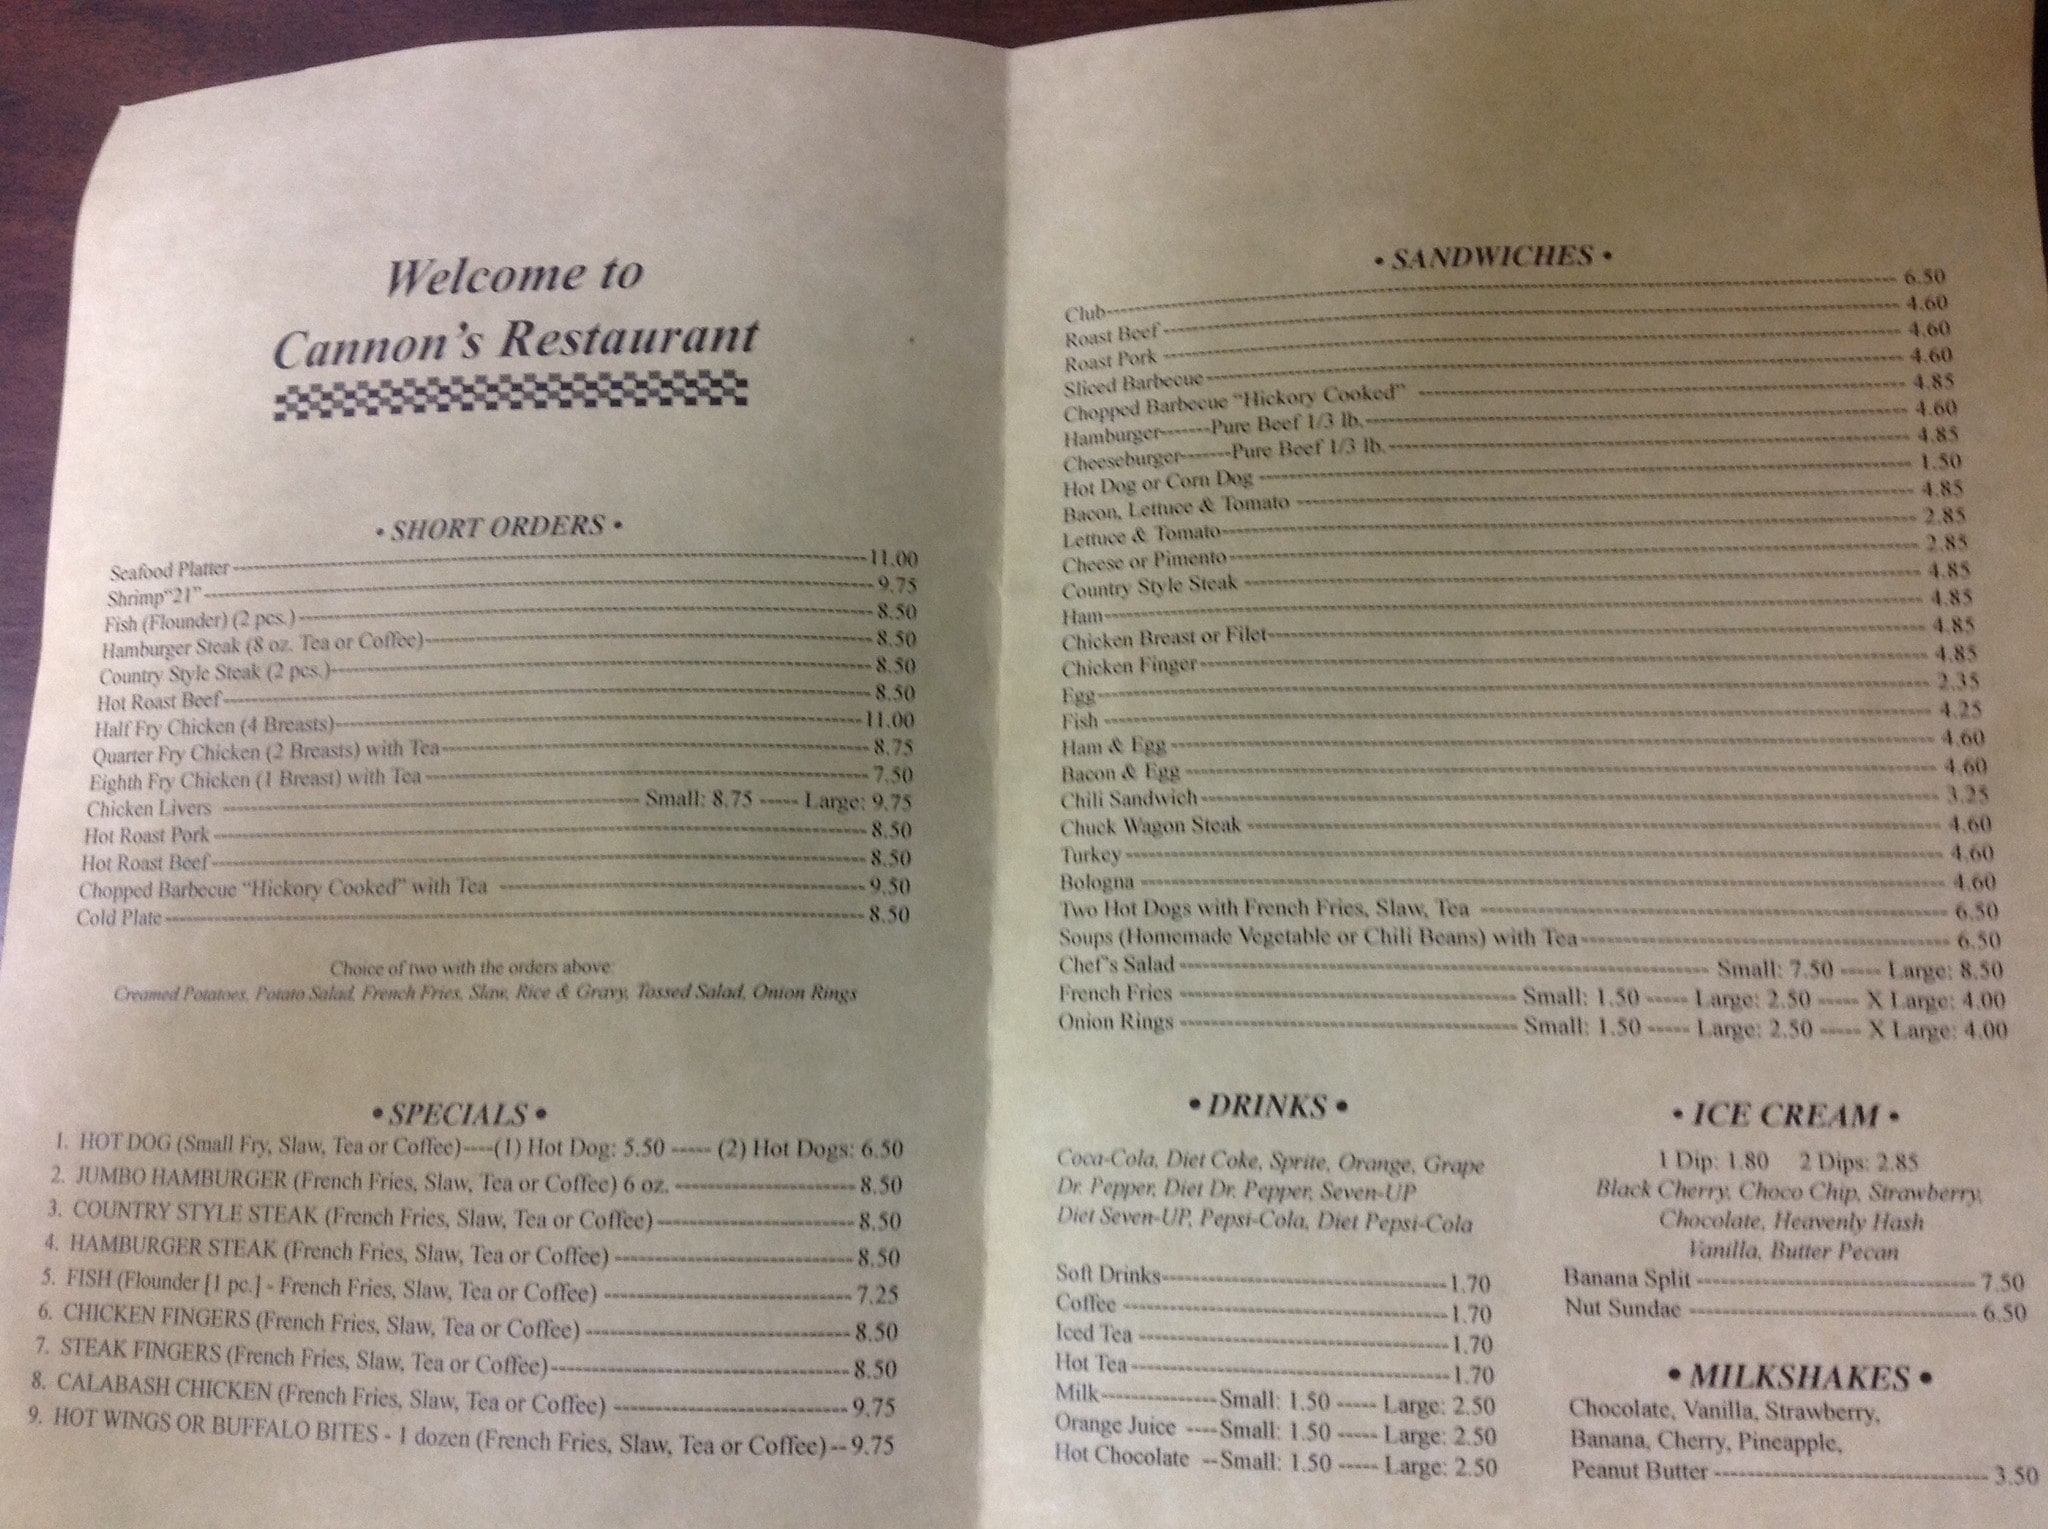 Welcome to
Cannon's Restaurant
• SHORT ORDERS •
Seafood Platter 11.00
Shrimp"21" 9.75
Fish (Flounder) (2 pcs.) 8.50
Hamburger Steak (8 oz. Tea or Coffee) 8.50
Country Style Steak (2 pcs.) 8.50
Hot Roast Beef 8.50
Half Fry Chicken (4 Breasts) 11.00
Quarter Fry Chicken (2 Breasts) with Tea 8.75
Eighth Fry Chicken (1 Breast) with Tea 7.50
Chicken Livers Small: 8.75 ----- Large: 9.75
Hot Roast Pork 8.50
Hot Roast Beef 8.50
Chopped Barbecue "Hickory Cooked" with Tea 9.50
Cold Plate 8.50
Choice of two with the orders above:
Creamed Potatoes, Potato Salad, French Fries, Slaw, Rice & Gravy, Tossed Salad, Onion Rings
• SPECIALS •
1. HOT DOG (Small Fry, Slaw, Tea or Coffee)----(1) Hot Dog: 5.50 ----- (2) Hot Dogs: 6.50
2. JUMBO HAMBURGER (French Fries, Slaw, Tea or Coffee) 6 oz. 8.50
3. COUNTRY STYLE STEAK (French Fries, Slaw, Tea or Coffee) 8.50
4. HAMBURGER STEAK (French Fries, Slaw, Tea or Coffee) 8.50
5. FISH (Flounder [1 pc.] - French Fries, Slaw, Tea or Coffee) 7.25
6. CHICKEN FINGERS (French Fries, Slaw, Tea or Coffee) 8.50
7. STEAK FINGERS (French Fries, Slaw, Tea or Coffee) 8.50
8. CALABASH CHICKEN (French Fries, Slaw, Tea or Coffee) 9.75
9. HOT WINGS OR BUFFALO BITES - 1 dozen (French Fries, Slaw, Tea or Coffee) -- 9.75
• SANDWICHES •
Club 6.50
Roast Beef 4.60
Roast Pork 4.60
Sliced Barbecue 4.60
Chopped Barbecue "Hickory Cooked" 4.85
Hamburger-------Pure Beef 1/3 lb. 4.60
Cheeseburger-------Pure Beef 1/3 lb. 4.85
Hot Dog or Corn Dog 1.50
Bacon, Lettuce & Tomato 4.85
Lettuce & Tomato 2.85
Cheese or Pimento 2.85
Country Style Steak 4.85
Ham 4.85
Chicken Breast or Filet 4.85
Chicken Finger 4.85
Egg 2.35
Fish 4.25
Ham & Egg 4.60
Bacon & Egg 4.60
Chili Sandwich 3.25
Chuck Wagon Steak 4.60
Turkey 4.60
Bologna 4.60
Two Hot Dogs with French Fries, Slaw, Tea 6.50
Soups (Homemade Vegetable or Chili Beans) with Tea 6.50
Chef's Salad Small: 7.50 ----- Large: 8.50
French Fries Small: 1.50 ----- Large: 2.50 ----- X Large: 4.00
Onion Rings Small: 1.50 ----- Large: 2.50 ----- X Large: 4.00
• DRINKS •
Coca-Cola, Diet Coke, Sprite, Orange, Grape
Dr. Pepper, Diet Dr. Pepper, Seven-UP
Diet Seven-UP, Pepsi-Cola, Diet Pepsi-Cola
Soft Drinks 1.70
Coffee 1.70
Iced Tea 1.70
Hot Tea 1.70
Milk Small: 1.50 ----- Large: 2.50
Orange Juice ----Small: 1.50 ----- Large: 2.50
Hot Chocolate --Small: 1.50 ----- Large: 2.50
• ICE CREAM •
1 Dip: 1.80 2 Dips: 2.85
Black Cherry, Choco Chip, Strawberry,
Chocolate, Heavenly Hash
Vanilla, Butter Pecan
Banana Split 7.50
Nut Sundae 6.50
• MILKSHAKES •
Chocolate, Vanilla, Strawberry,
Banana, Cherry, Pineapple,
Peanut Butter 3.50